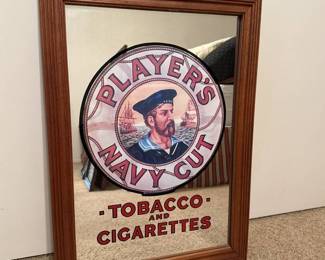 PLAYER'S
NAVY CUT
· TOBACCO ·
AND
CIGARETTES